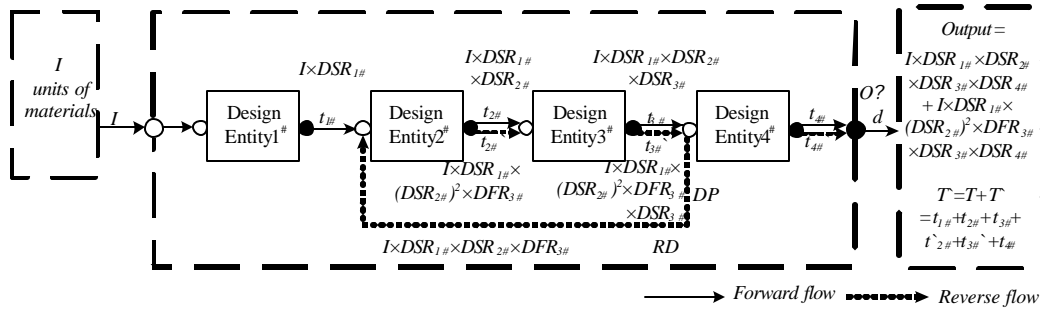 I
units of
materials
I
Design
Entity1#
t1#
I×DSR1#
Design
Entity2#
t2#
t2#
I×DSR1#
×DSR2#
I×DSR1#×
(DSR2#)²×DFR3#
Design
Entity3#
t3#
t3#`
I×DSR1#×DSR2#
×DSR3#
I×DSR1#×
(DSR2#)²×DFR3#
×DSR3#
DP
I×DSR1#×DSR2#×DFR3#
RD
Design
Entity4#
t4#
t4#
O?
d
Output=
I×DSR1#×DSR2#
×DSR3#×DSR4#
+I×DSR1#×
(DSR2#)²×DFR3#
×DSR3#×DSR4#
T`=T+T`
=t1#+t2#+t3#+
t`2#+t3#`+t4#
Forward flow
Reverse flow